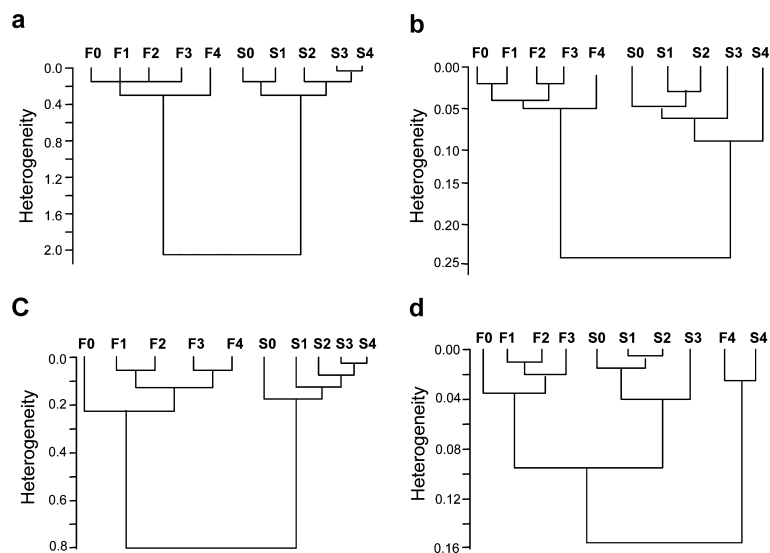 a
F0 F1 F2 F3 F4 S0 S1 S2 S3 S4
0.0
0.4
0.8
1.2
1.6
2.0
Heterogeneity
b
F0 F1 F2 F3 F4 S0 S1 S2 S3 S4
0.00
0.05
0.10
0.15
0.20
0.25
Heterogeneity
C
F0 F1 F2 F3 F4 S0 S1 S2 S3 S4
0.0
0.2
0.4
0.6
0.8
Heterogeneity
d
F0 F1 F2 F3 S0 S1 S2 S3 F4 S4
0.00
0.04
0.08
0.12
0.16
Heterogeneity